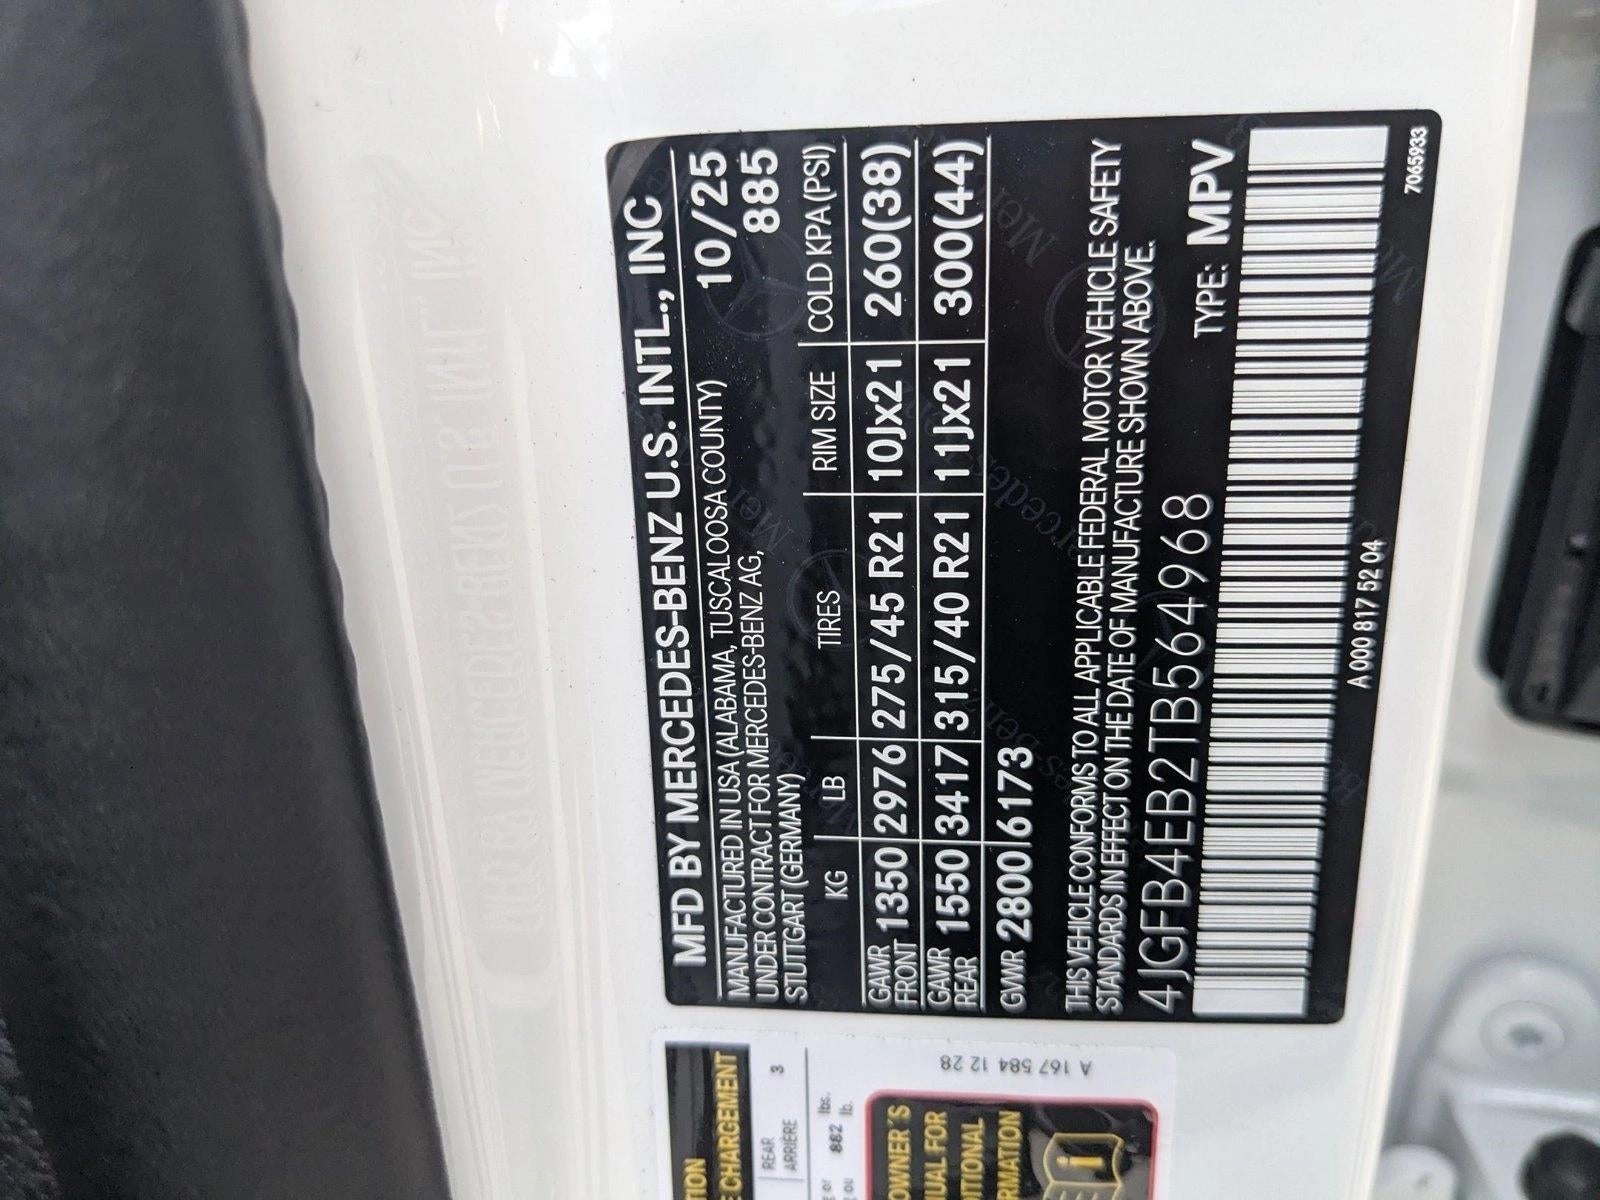 MFD BY MERCEDES-BENZ U.S. INTL., INC
MANUFACTURED IN USA (ALABAMA, TUSCALOOSA COUNTY) 10/25
UNDER CONTRACT FOR MERCEDES-BENZ AG, 885
STUTTGART (GERMANY)
KG LB TIRES RIM SIZE COLD KPA (PSI)
GAWR FRONT 1350 2976 275/45 R21 10Jx21 260(38)
GAWR REAR 1550 3417 315/40 R21 11Jx21 300(44)
GVWR 2800 6173
THIS VEHICLE CONFORMS TO ALL APPLICABLE FEDERAL MOTOR VEHICLE SAFETY
STANDARDS IN EFFECT ON THE DATE OF MANUFACTURE SHOWN ABOVE.
4JGFB4EB2TB564968 TYPE: MPV
A 000 817 52 04
7065933
E CHARGEMENT
REAR 3
ARRIÈRE
or 882 lbs.
ou lb.
A 167 584 12 28
OWNER'S
FOR